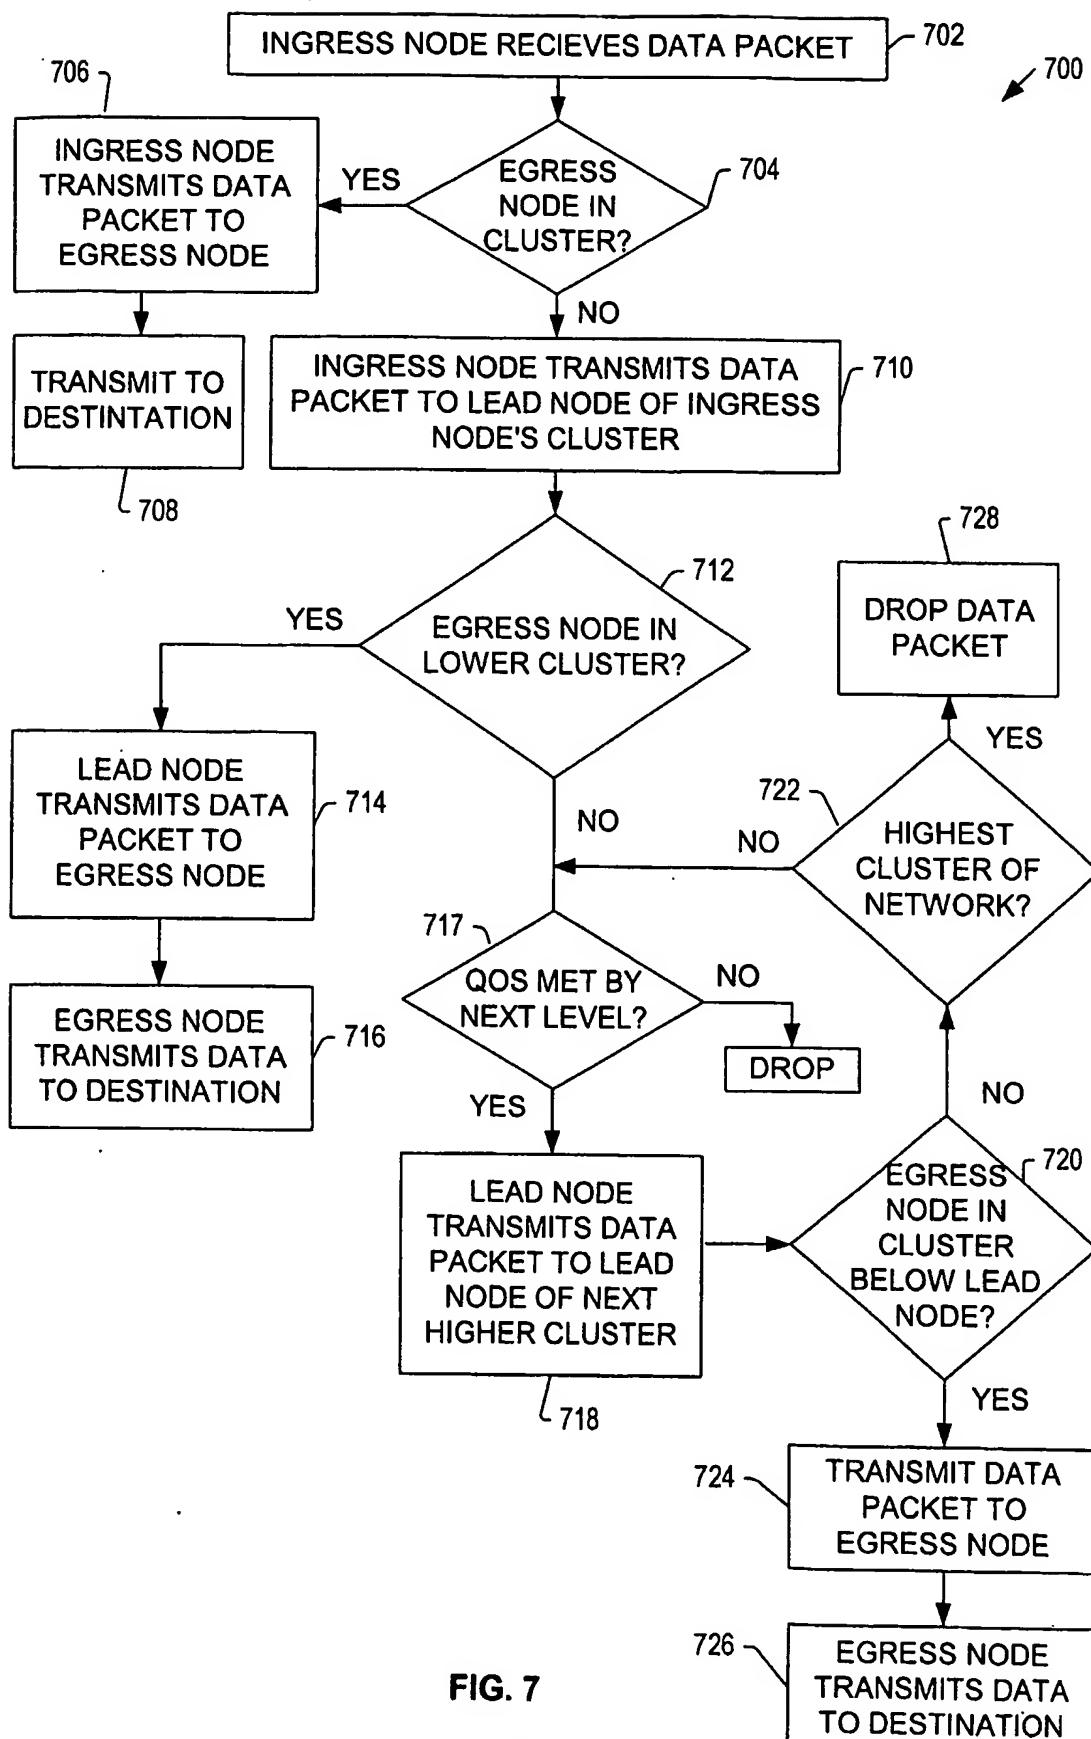 INGRESS NODE RECIEVES DATA PACKET
702
700
706
INGRESS NODE
TRANSMITS DATA
PACKET TO
EGRESS NODE
YES
EGRESS
NODE IN
CLUSTER?
704
NO
TRANSMIT TO
DESTINTATION
708
INGRESS NODE TRANSMITS DATA
PACKET TO LEAD NODE OF INGRESS
NODE'S CLUSTER
710
712
EGRESS NODE IN
LOWER CLUSTER?
YES
NO
728
DROP DATA
PACKET
YES
LEAD NODE
TRANSMITS DATA
PACKET TO
EGRESS NODE
714
722
HIGHEST
CLUSTER OF
NETWORK?
NO
EGRESS NODE
TRANSMITS DATA
TO DESTINATION
716
717
QOS MET BY
NEXT LEVEL?
NO
DROP
YES
NO
LEAD NODE
TRANSMITS DATA
PACKET TO LEAD
NODE OF NEXT
HIGHER CLUSTER
718
720
EGRESS
NODE IN
CLUSTER
BELOW LEAD
NODE?
YES
724
TRANSMIT DATA
PACKET TO
EGRESS NODE
726
EGRESS NODE
TRANSMITS DATA
TO DESTINATION
FIG. 7